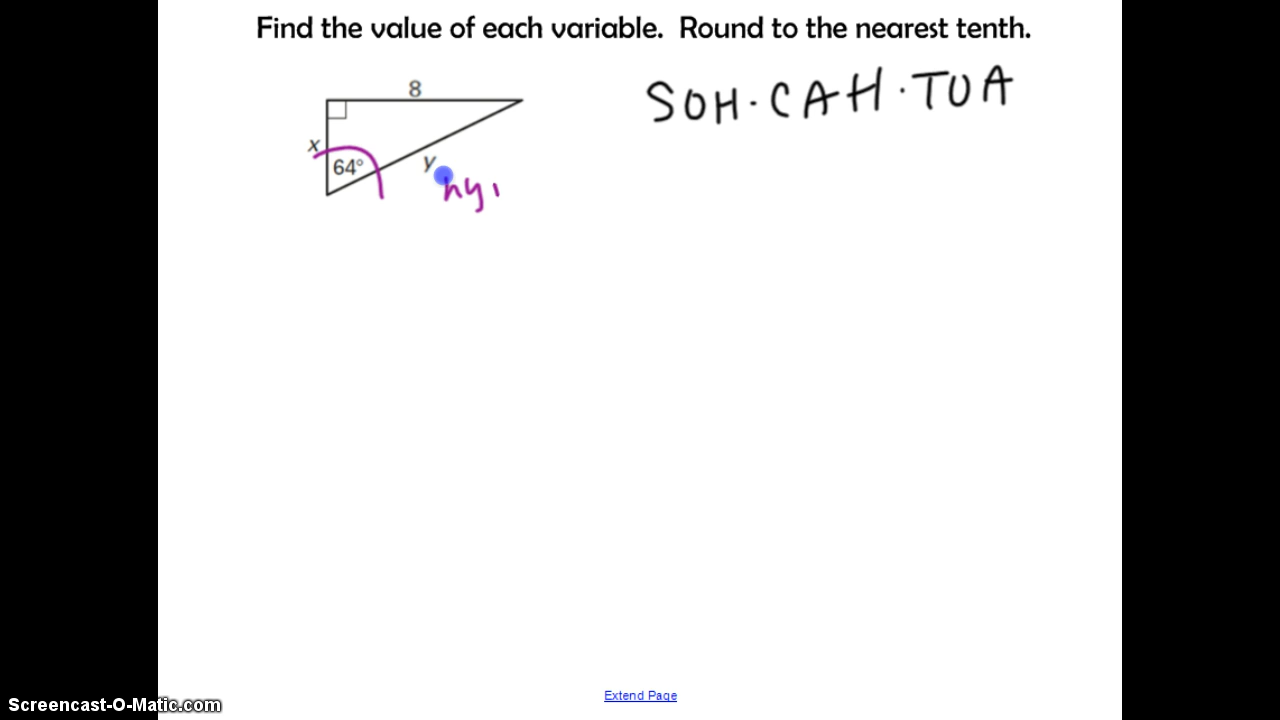 Find the value of each variable. Round to the nearest tenth.
8
SOH·CAH·TOA
x
64°
y
hy
Extend Page
Screencast-O-Matic.com